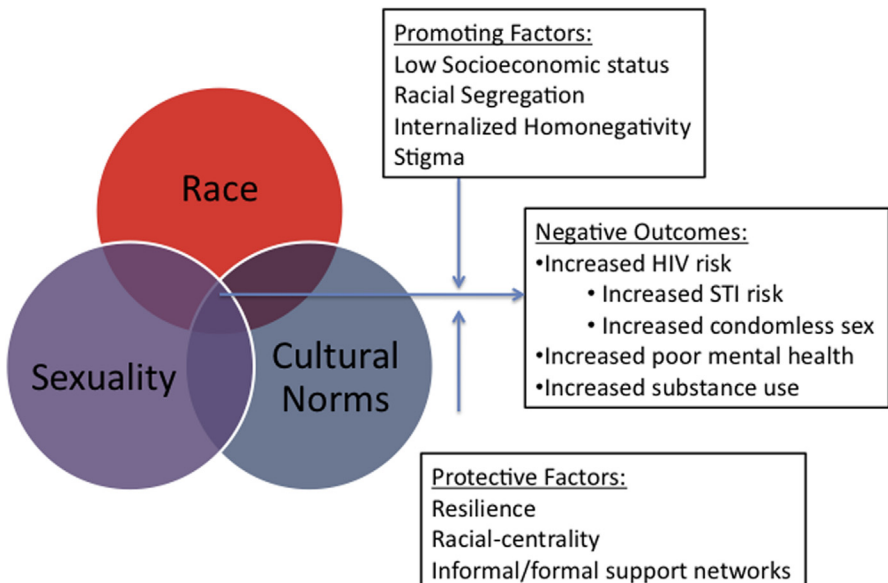 Promoting Factors:
Low Socioeconomic status
Racial Segregation
Internalized Homonegativity
Stigma
Race
Sexuality
Cultural
Norms
Negative Outcomes:
•Increased HIV risk
• Increased STI risk
• Increased condomless sex
•Increased poor mental health
•Increased substance use
Protective Factors:
Resilience
Racial-centrality
Informal/formal support networks